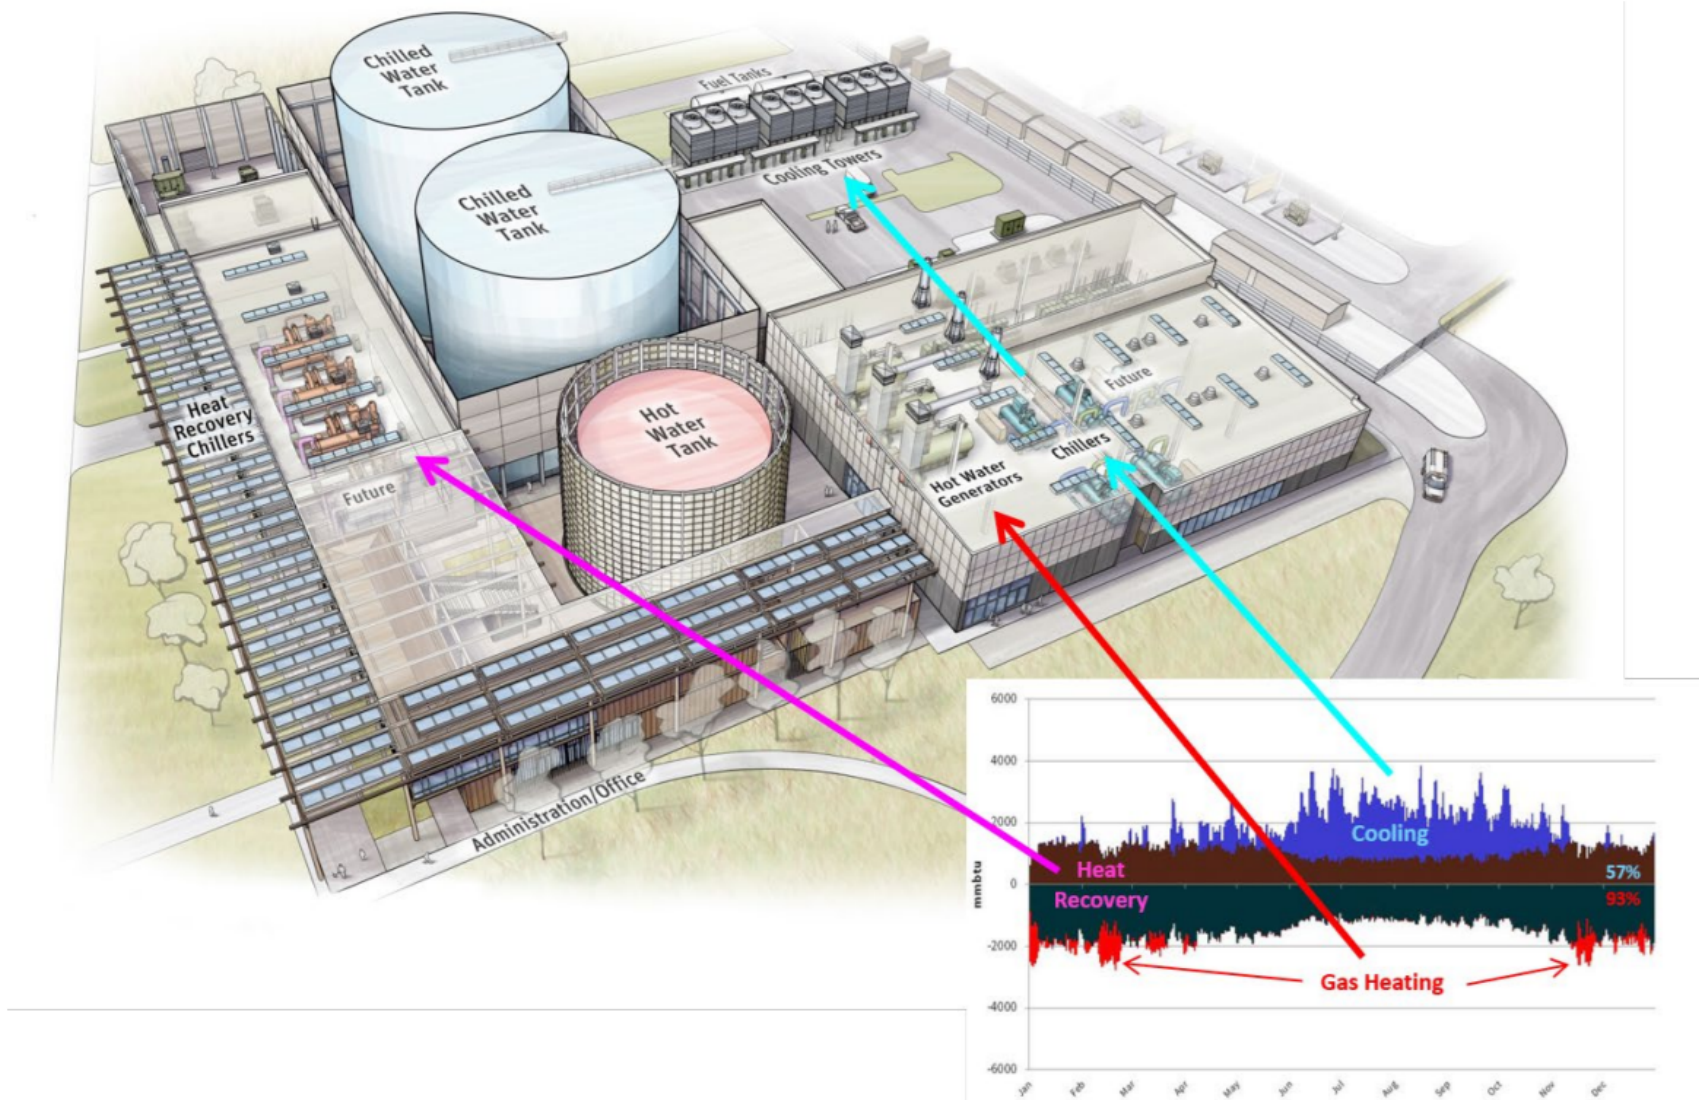 Chilled
Water
Tank
Fuel Tanks
Chilled
Water
Tank
Cooling Towers
Heat
Recovery
Chillers
Hot
Water
Tank
Future
Future
Chillers
Hot Water
Generators
Administration/Office
6000
4000
2000
0
-2000
-4000
-6000
mmbtu
Cooling
Heat
Recovery
57%
93%
Gas Heating
Jan
Feb
Mar
Apr
May
Jun
Jul
Aug
Sep
Oct
Nov
Dec